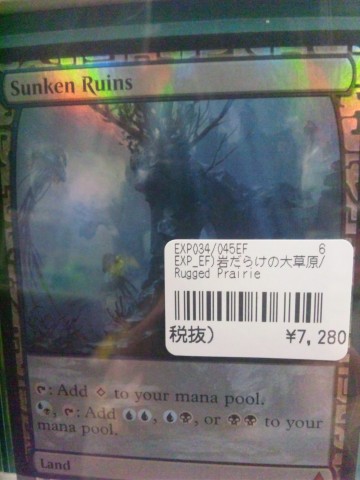 Sunken Ruins
EXP034/045EF 6
EXP_EF)岩だらけの大草原/
Rugged Prairie
税抜) ¥7,280
: Add to your mana pool.
, : Add , , or to your
mana pool.
Land